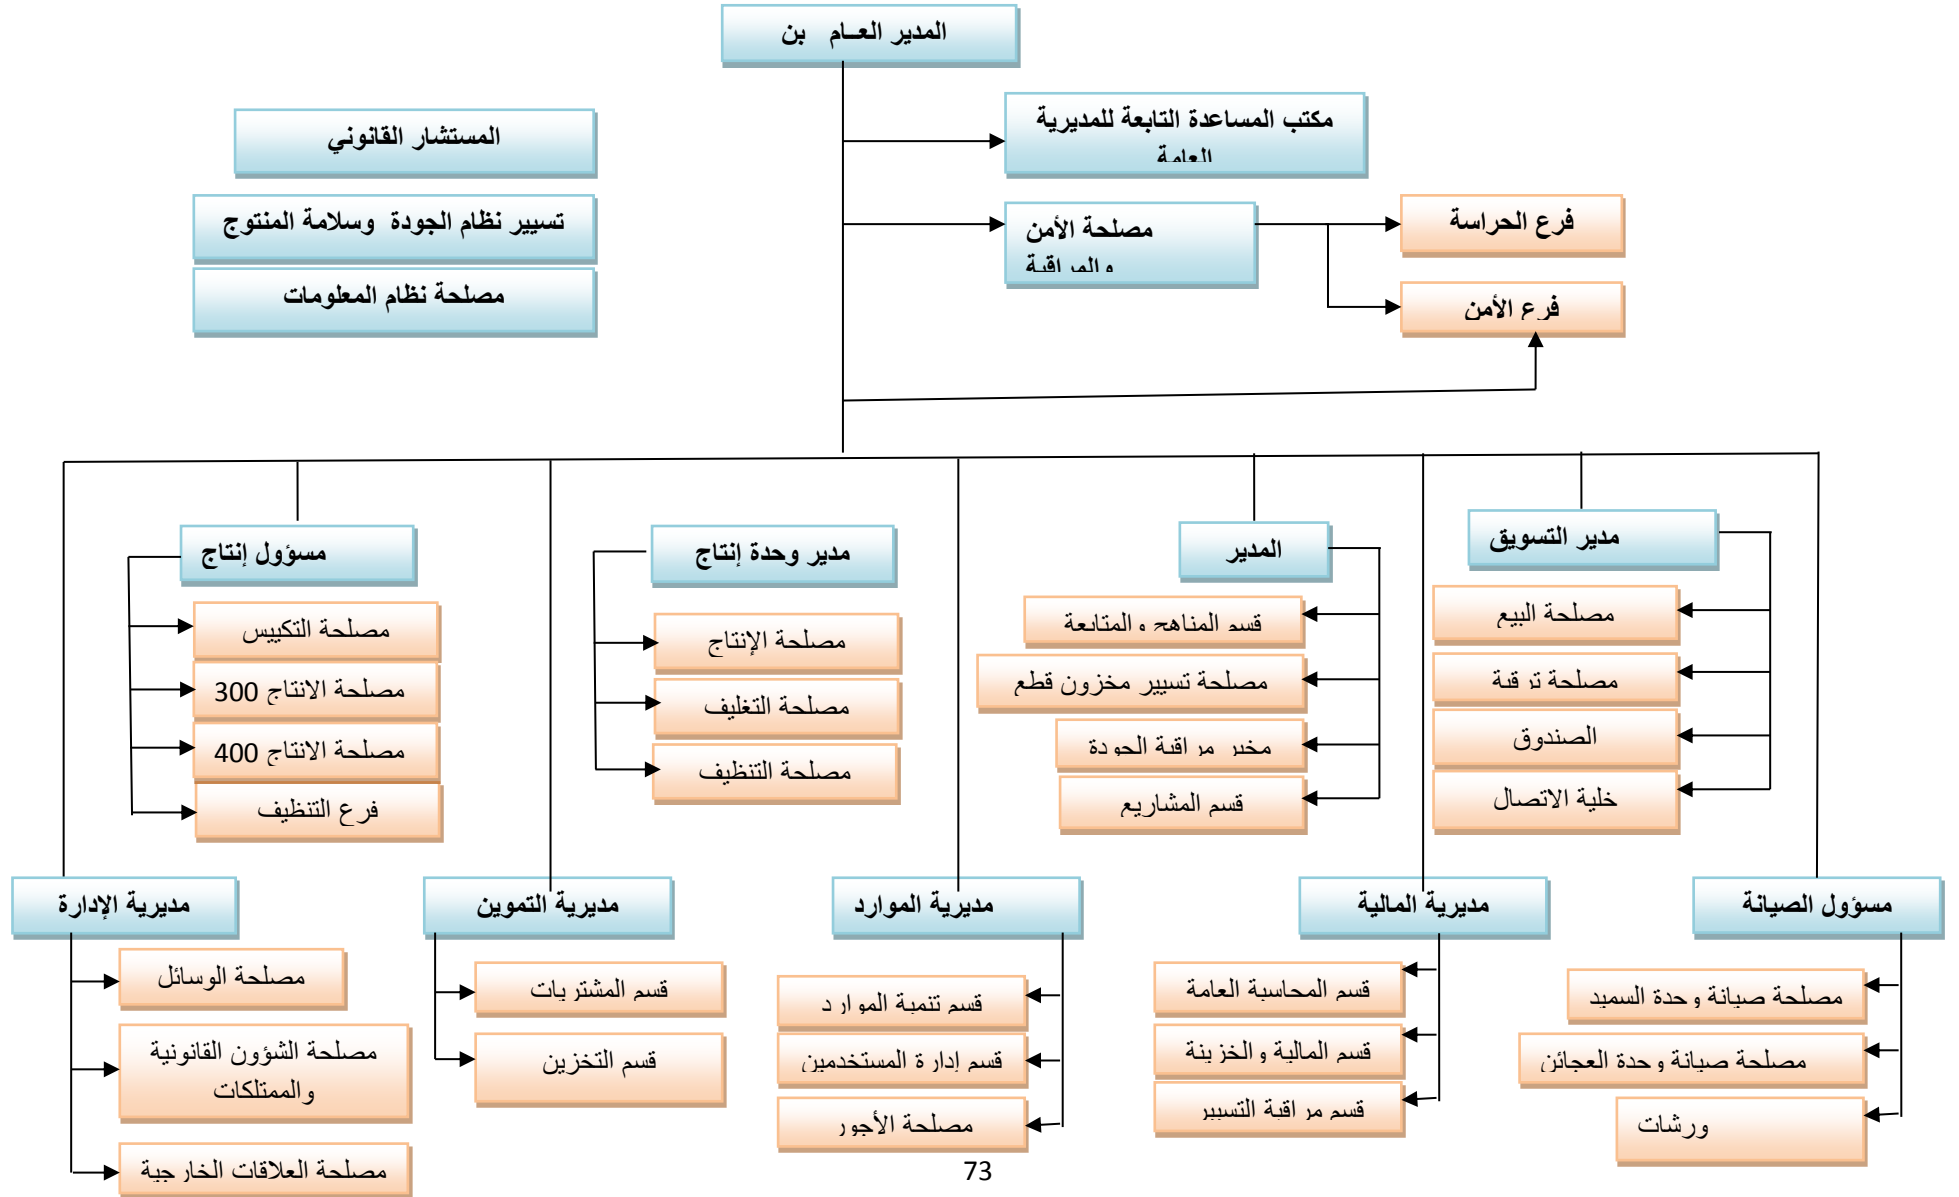 المدير العــام بن
مكتب المساعدة التابعة للمديرية
العامة
المستشار القانوني
تسيير نظام الجودة وسلامة المنتوج
مصلحة نظام المعلومات
مصلحة الأمن
والمراقبة
فرع الحراسة
فرع الأمن
مدير التسويق
مصلحة البيع
مصلحة ترقية
الصندوق
خلية الاتصال
المدير
قسم المناهج والمتابعة
مصلحة تسيير مخزون قطع
مخبر مراقبة الجودة
قسم المشاريع
مدير وحدة إنتاج
مصلحة الإنتاج
مصلحة التغليف
مصلحة التنظيف
مسؤول إنتاج
مصلحة التكييس
مصلحة الانتاج 300
مصلحة الانتاج 400
فرع التنظيف
مسؤول الصيانة
مصلحة صيانة وحدة السميد
مصلحة صيانة وحدة العجائن
ورشات
مديرية المالية
قسم المحاسبة العامة
قسم المالية والخزينة
قسم مراقبة التسيير
مديرية الموارد
قسم تنمية الموارد
قسم إدارة المستخدمين
مصلحة الأجور
مديرية التموين
قسم المشتريات
قسم التخزين
مديرية الإدارة
مصلحة الوسائل
مصلحة الشؤون القانونية
والممتلكات
مصلحة العلاقات الخارجية
73